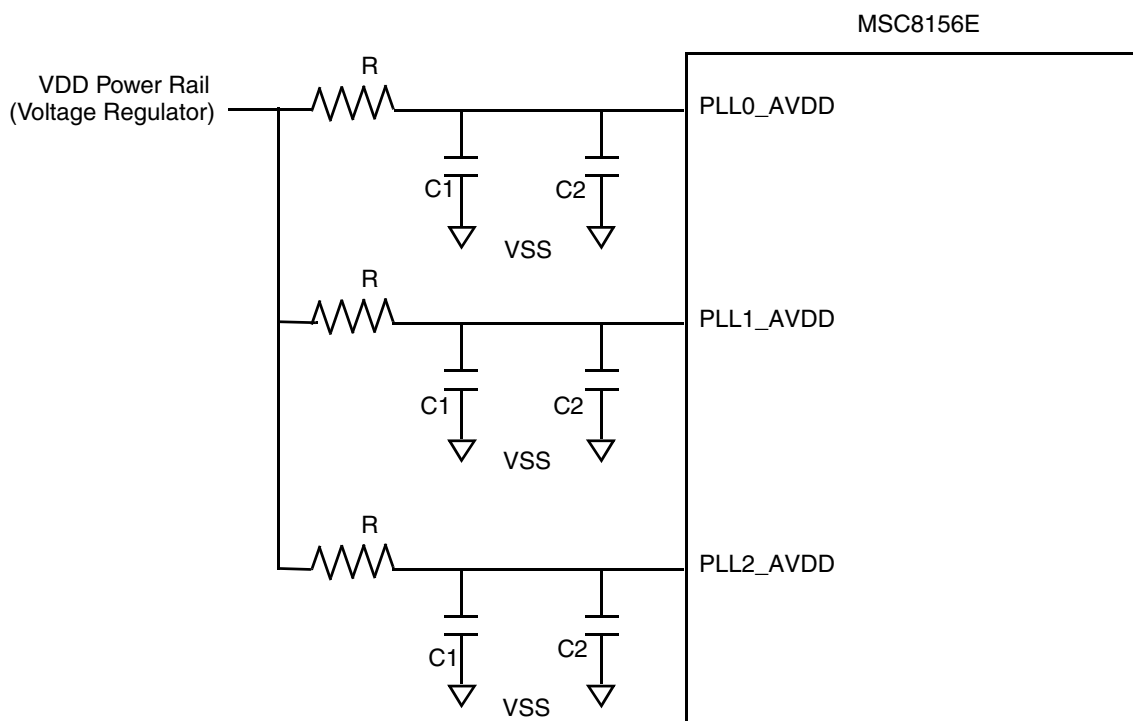 MSC8156E
R
VDD Power Rail
(Voltage Regulator)
PLL0_AVDD
C1
C2
VSS
R
PLL1_AVDD
C1
C2
VSS
R
PLL2_AVDD
C1
C2
VSS